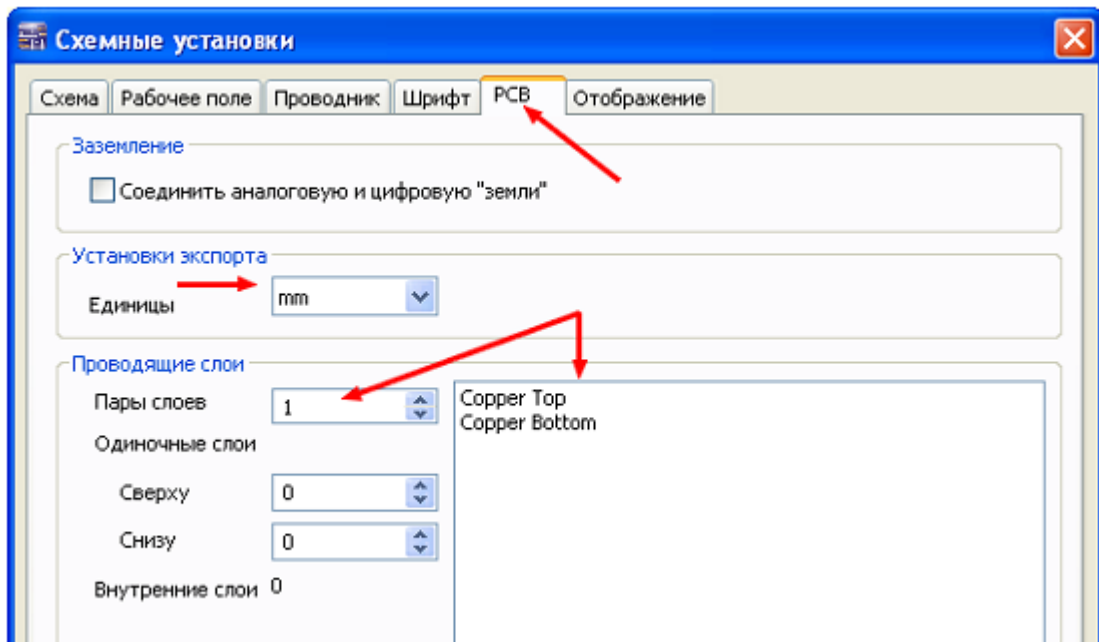 Схемные установки
Схема Рабочее поле Проводник Шрифт PCB Отображение
Заземление
Соединить аналоговую и цифровую "земли"
Установки экспорта
Единицы mm
Проводящие слои
Пары слоев 1
Copper Top
Copper Bottom
Одиночные слои
Сверху 0
Снизу 0
Внутренние слои 0